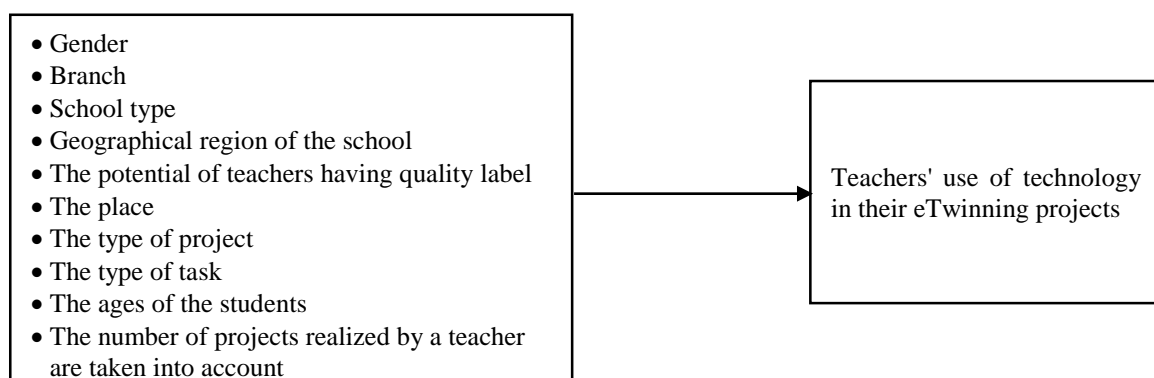 • Gender
• Branch
• School type
• Geographical region of the school
• The potential of teachers having quality label
• The place
• The type of project
• The type of task
• The ages of the students
• The number of projects realized by a teacher
are taken into account
Teachers' use of technology
in their eTwinning projects